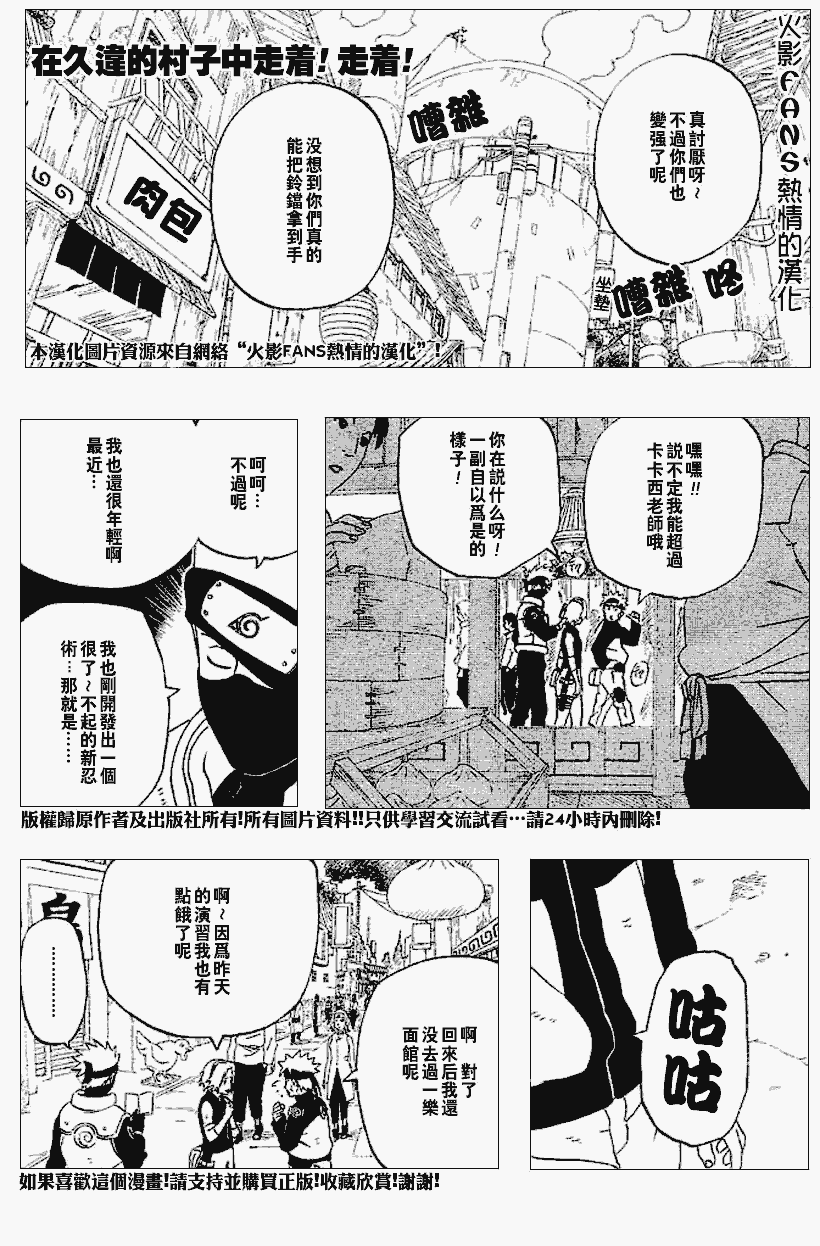 在久違的村子中走着!走着!
火影FANS熱情的漢化
真討厭呀~
不過你們也
變强了呢
嘈雜
没想到你們真的
能把鈴鐺拿到手
肉包
坐墊
嘈雜 咚
本漢化圖片資源來自網絡“火影FANS熱情的漢化”!
嘿嘿!!
説不定我能超過
卡卡西老師哦
你在説什么呀!
一副自以爲是的
樣子!
呵呵…
不過呢
我也還很年輕啊
最近…
我也剛開發出一個
很了~不起的新忍
術…那就是……
版權歸原作者及出版社所有!所有圖片資料!!只供學習交流試看…請24小時內刪除!
咕咕
啊 對了
回來后我還
没去過一樂
面館呢
啊~因爲昨天
的演習我也有
點餓了呢
…………
如果喜歡這個漫畫!請支持並購買正版!收藏欣賞!謝謝!